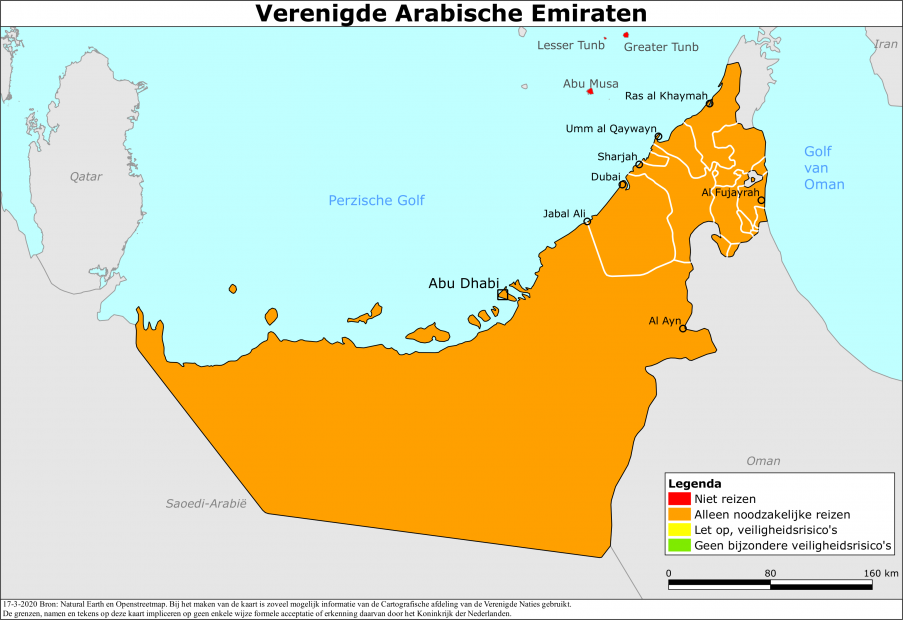 Verenigde Arabische Emiraten
Lesser Tunb
Greater Tunb
Iran
Abu Musa
Ras al Khaymah
Umm al Qaywayn
Sharjah
Dubai
Al Fujayrah
Jabal Ali
Qatar
Perzische Golf
Golf
van
Oman
Abu Dhabi
Al Ayn
Oman
Saoedi-Arabië
Legenda
Niet reizen
Alleen noodzakelijke reizen
Let op, veiligheidsrisico's
Geen bijzondere veiligheidsrisico's
0 80 160 km
17-3-2020 Bron: Natural Earth en Openstreetmap. Bij het maken van de kaart is zoveel mogelijk informatie van de Cartografische afdeling van de Verenigde Naties gebruikt.
De grenzen, namen en tekens op deze kaart impliceren op geen enkele wijze formele acceptatie of erkenning daarvan door het Koninkrijk der Nederlanden.